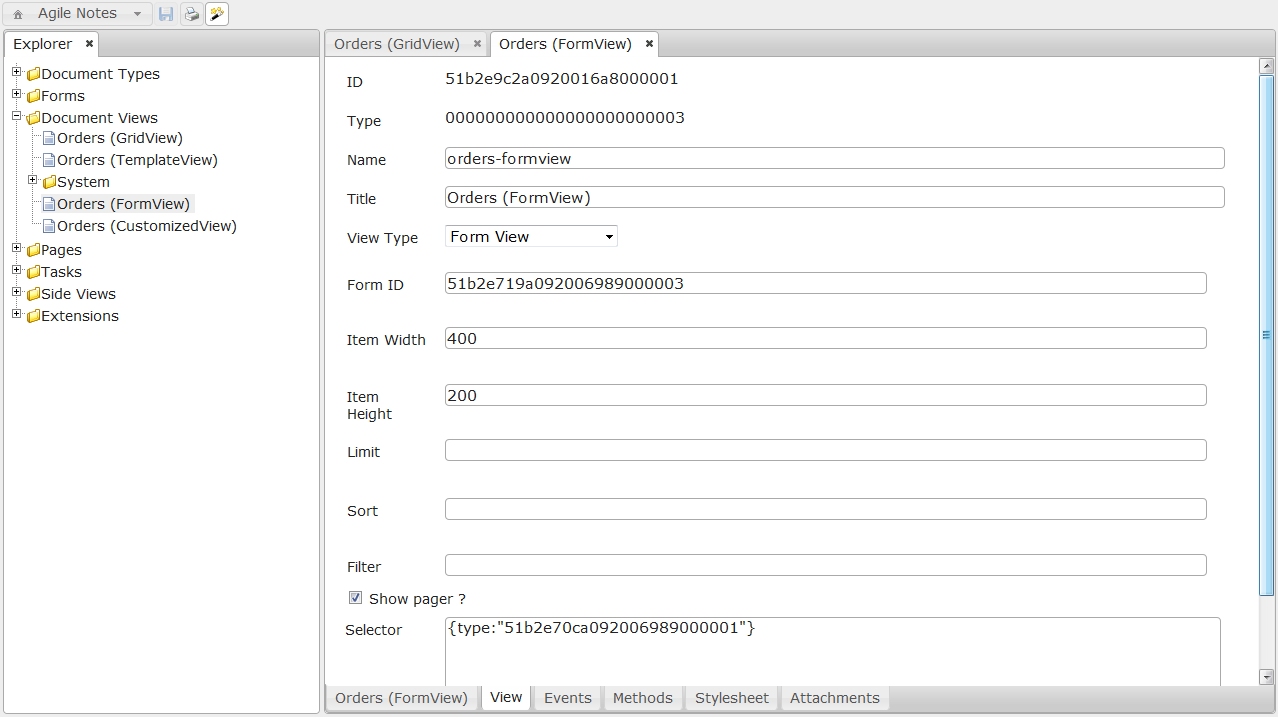 Agile Notes
Explorer
Document Types
Forms
Document Views
Orders (GridView)
Orders (TemplateView)
System
Orders (FormView)
Orders (CustomizedView)
Pages
Tasks
Side Views
Extensions
Orders (GridView)
Orders (FormView)
ID 51b2e9c2a0920016a8000001
Type 000000000000000000000003
Name orders-formview
Title Orders (FormView)
View Type Form View
Form ID 51b2e719a092006989000003
Item Width 400
Item Height 200
Limit
Sort
Filter
Show pager ?
Selector {type:"51b2e70ca092006989000001"}
Orders (FormView) View Events Methods Stylesheet Attachments